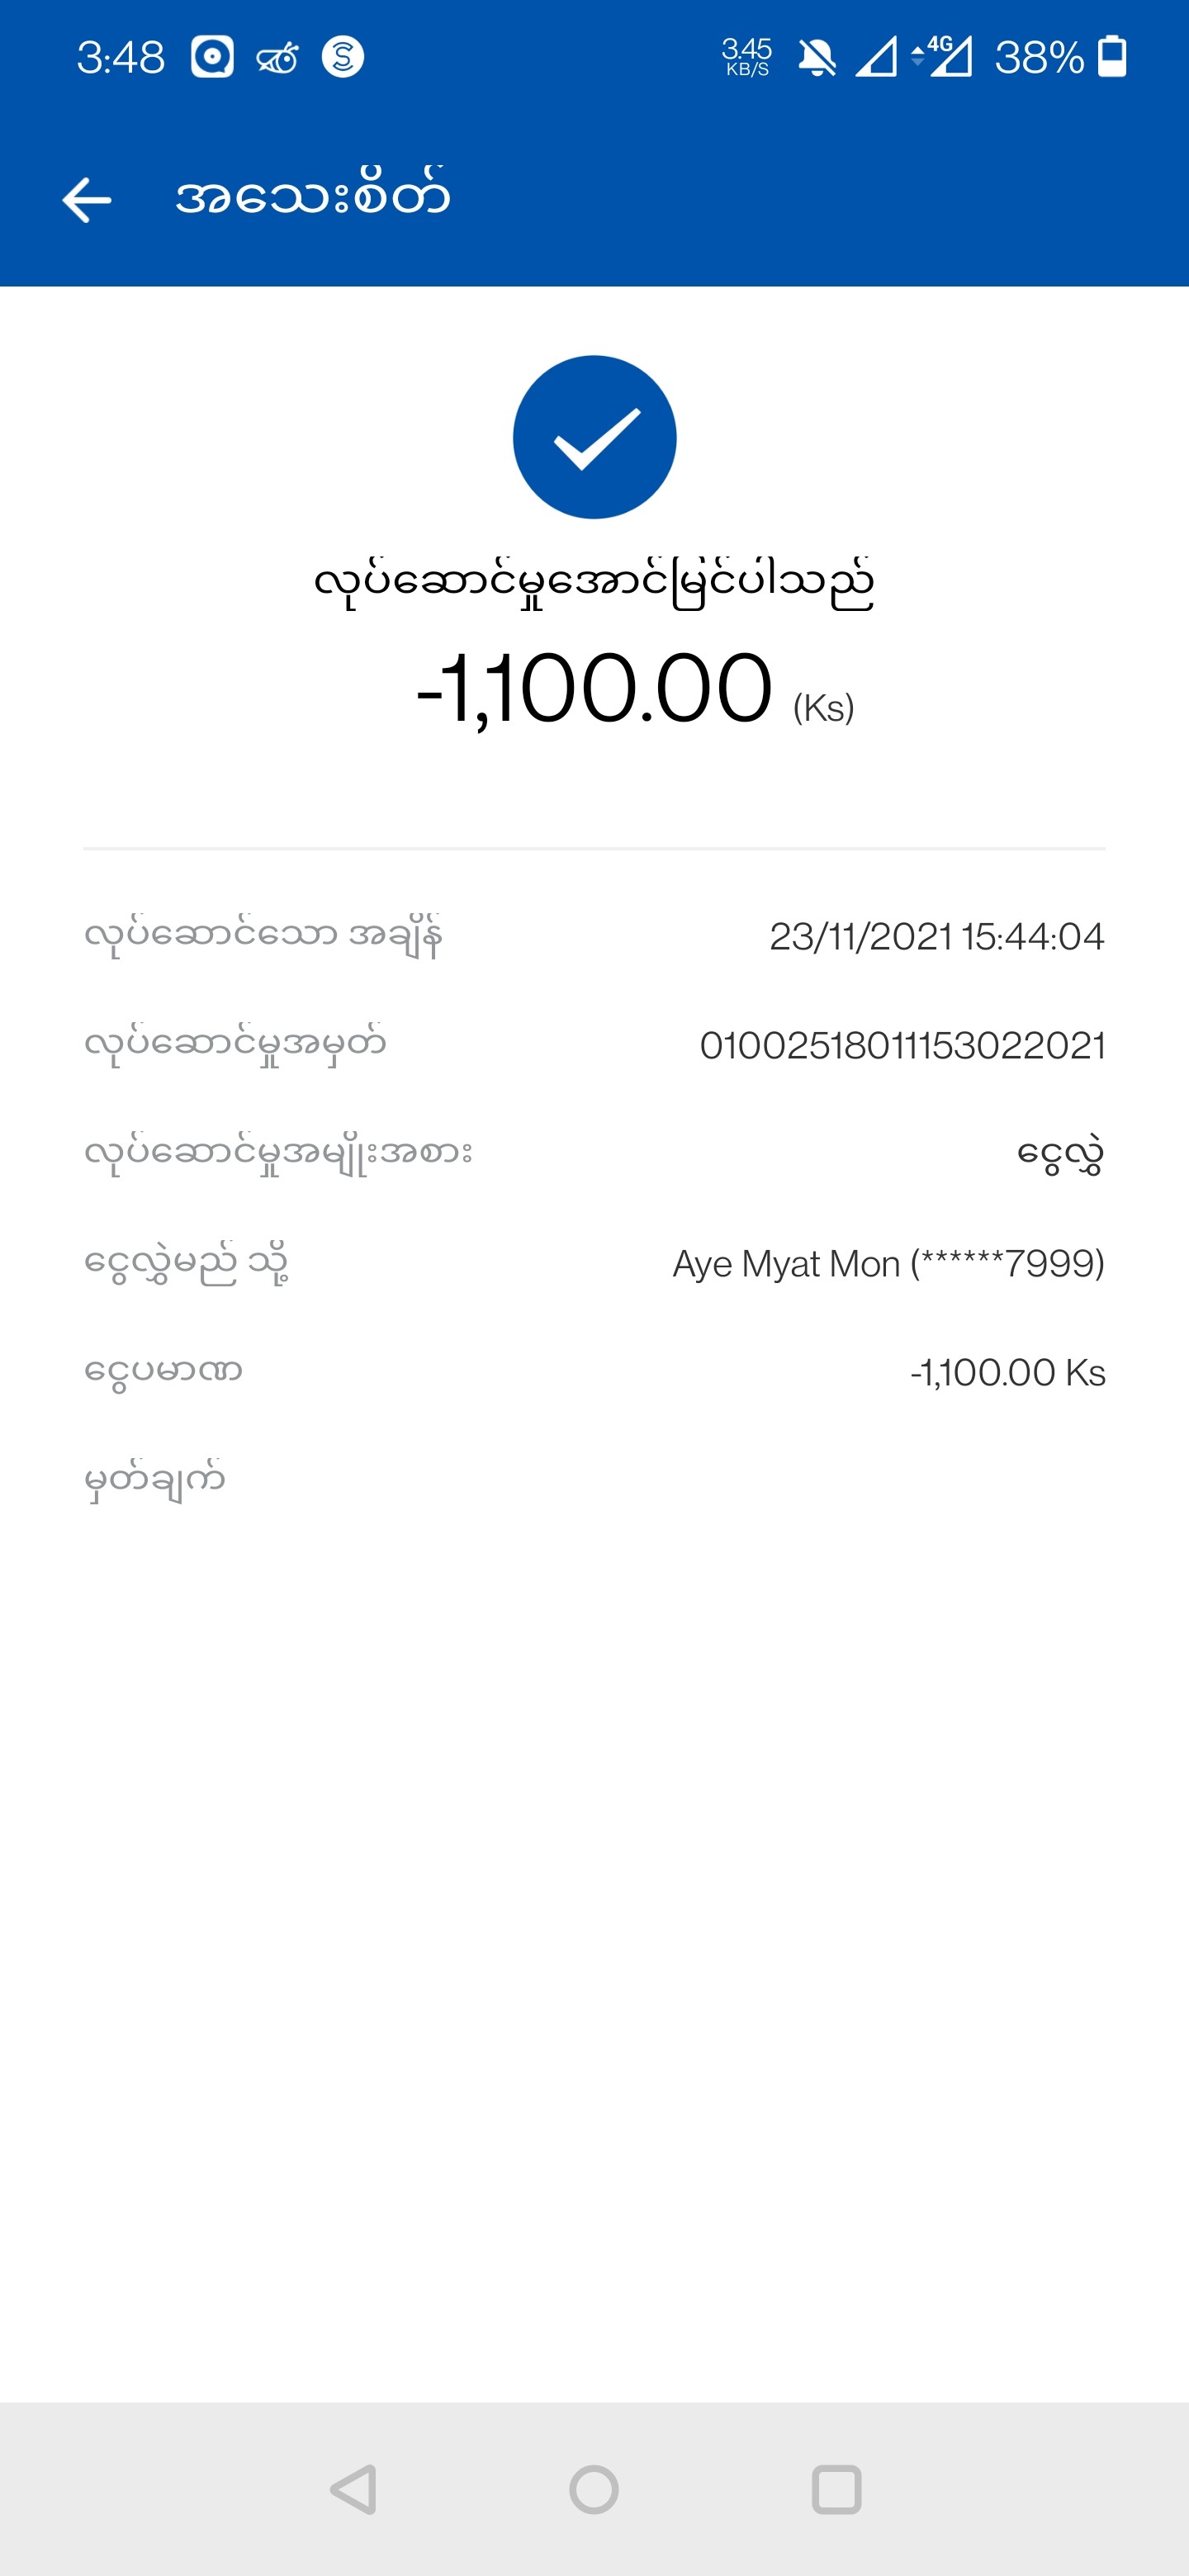 3:48 3.45 KB/S 4G 38%
အသေးစိတ်
လုပ်ဆောင်မှုအောင်မြင်ပါသည်
-1,100.00 (Ks)
လုပ်ဆောင်သော အချိန် 23/11/2021 15:44:04
လုပ်ဆောင်မှုအမှတ် 01002518011153022021
လုပ်ဆောင်မှုအမျိုးအစား ငွေလွှဲ
ငွေလွှဲမည် သို့ Aye Myat Mon (******7999)
ငွေပမာဏ -1,100.00 Ks
မှတ်ချက်